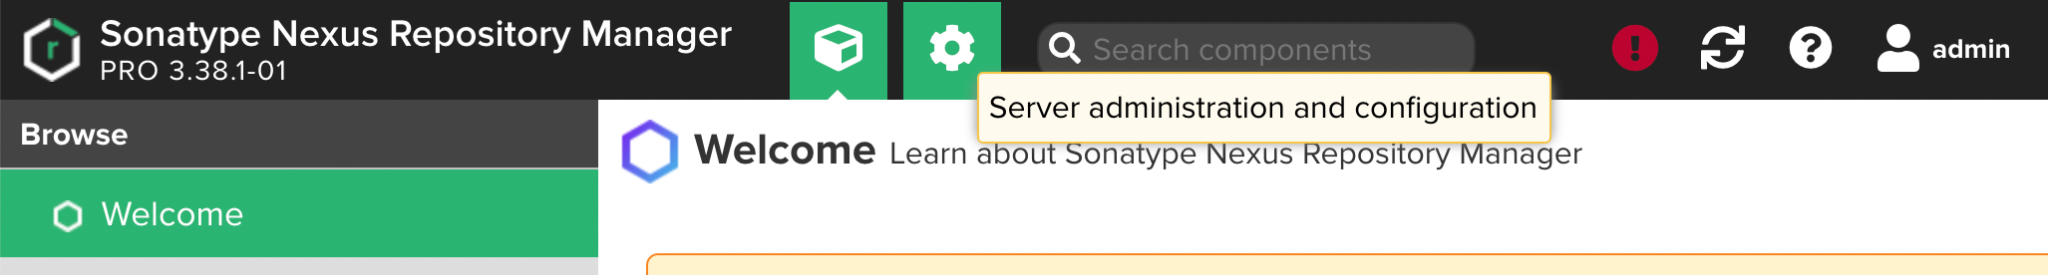 Sonatype Nexus Repository Manager
PRO 3.38.1-01
Search components
admin
Server administration and configuration
Browse
Welcome Learn about Sonatype Nexus Repository Manager
Welcome